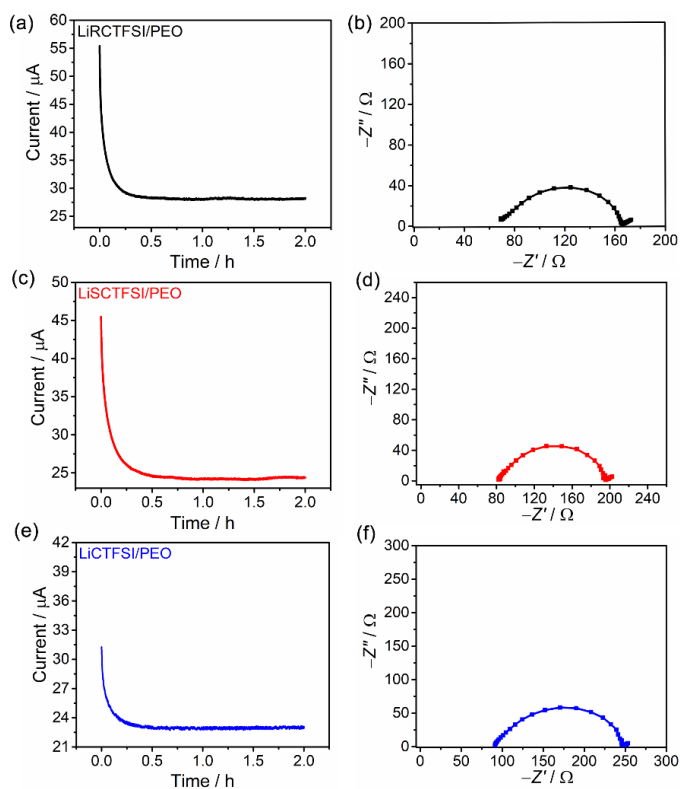 (a)
LiRCTFSI/PEO
Current / μA
60
55
50
45
40
35
30
25
0.0 0.5 1.0 1.5 2.0
Time / h
(b)
−Z″ / Ω
200
160
120
80
40
0
0 40 80 120 160 200
−Z′ / Ω
(c)
LiSCTFSI/PEO
Current / μA
50
45
40
35
30
25
0.0 0.5 1.0 1.5 2.0
Time / h
(d)
−Z″ / Ω
240
200
160
120
80
40
0
0 40 80 120 160 200 240
−Z′ / Ω
(e)
LiCTFSI/PEO
Current / μA
42
39
36
33
30
27
24
21
0.0 0.5 1.0 1.5 2.0
Time / h
(f)
−Z″ / Ω
300
250
200
150
100
50
0
0 50 100 150 200 250 300
−Z′ / Ω